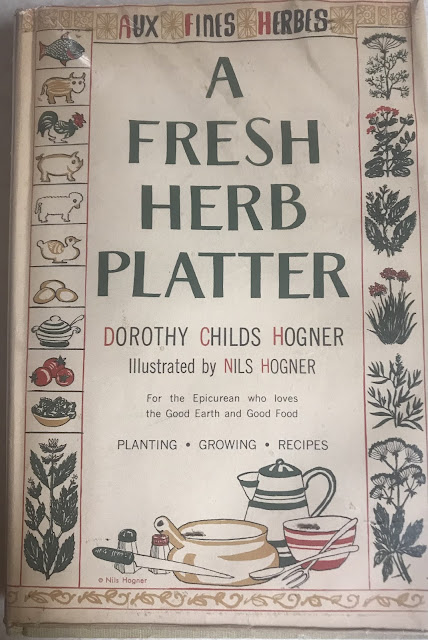 AUX FINES HERBES
A
FRESH
HERB
PLATTER
DOROTHY CHILDS HOGNER
Illustrated by NILS HOGNER
For the Epicurean who loves
the Good Earth and Good Food
PLANTING • GROWING • RECIPES
© Nils Hogner